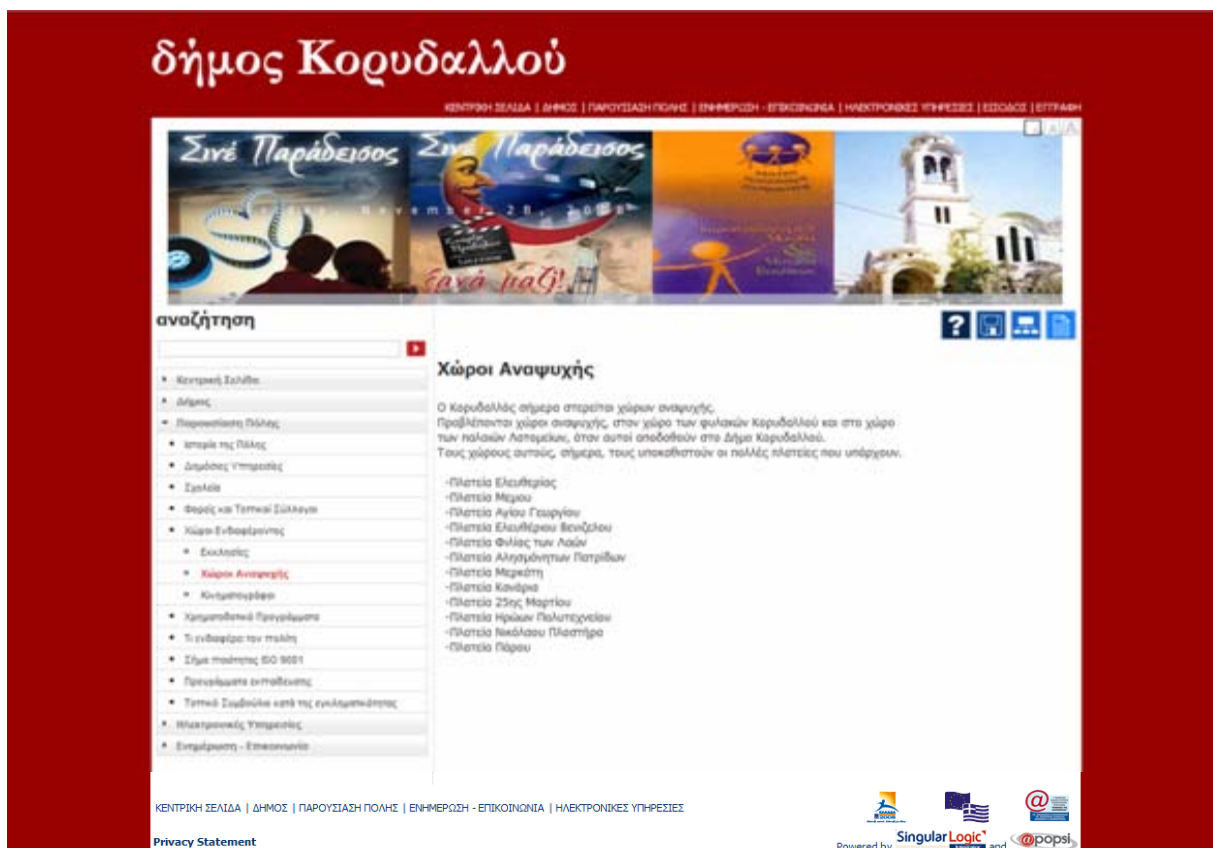 δήμος Κορυδαλλού
ΚΕΝΤΡΙΚΗ ΣΕΛΙΔΑ | ΔΗΜΟΣ | ΠΑΡΟΥΣΙΑΣΗ ΠΟΛΗΣ | ΕΝΗΜΕΡΩΣΗ - ΕΠΙΚΟΙΝΩΝΙΑ | ΗΛΕΚΤΡΟΝΙΚΕΣ ΥΠΗΡΕΣΙΕΣ | ΕΙΣΟΔΟΣ | ΕΓΓΡΑΦΗ
Σινέ Παράδεισος Σινέ Παράδεισος
November 28, 2008
ξανά μαζί!
αναζήτηση
Χώροι Αναψυχής
Ο Κορυδαλλός σήμερα στερείται χώρων αναψυχής.
Προβλέπονται χώροι αναψυχής, στον χώρο των φυλακών Κορυδαλλού και στο χώρο
των παλαιών Λατομείων, όταν αυτοί αποδοθούν στο Δήμο Κορυδαλλού.
Τους χώρους αυτούς, σήμερα, τους υποκαθιστούν οι πολλές πλατείες που υπάρχουν.
-Πλατεία Ελευθερίας
-Πλατεία Μεμου
-Πλατεία Αγίου Γεωργίου
-Πλατεία Ελευθέριου Βενιζέλου
-Πλατεία Φιλίας των Λαών
-Πλατεία Αλησμόνητων Πατρίδων
-Πλατεία Μερκάτη
-Πλατεία Κανάρια
-Πλατεία 25ης Μαρτίου
-Πλατεία Ηρώων Πολυτεχνείου
-Πλατεία Νικόλαου Πλαστήρα
-Πλατεία Πάρου
Κεντρική Σελίδα
Δήμος
Παρουσίαση Πόλης
Ιστορία της Πόλης
Δημόσιες Υπηρεσίες
Σχολεία
Φορείς και Τοπικοί Σύλλογοι
Χώροι Ενδιαφέροντος
Εκκλησίες
Χώροι Αναψυχής
Κινηματογράφοι
Χρηματοδοτικά Προγράμματα
Τι ενδιαφέρει τον πολίτη
Σήμα ποιότητας ISO 9001
Προγράμματα εκπαίδευσης
Τοπικό Συμβούλιο κατά της εγκληματικότητας
Ηλεκτρονικές Υπηρεσίες
Ενημέρωση - Επικοινωνία
ΚΕΝΤΡΙΚΗ ΣΕΛΙΔΑ | ΔΗΜΟΣ | ΠΑΡΟΥΣΙΑΣΗ ΠΟΛΗΣ | ΕΝΗΜΕΡΩΣΗ - ΕΠΙΚΟΙΝΩΝΙΑ | ΗΛΕΚΤΡΟΝΙΚΕΣ ΥΠΗΡΕΣΙΕΣ
Privacy Statement
Powered by SingularLogic and @popsi